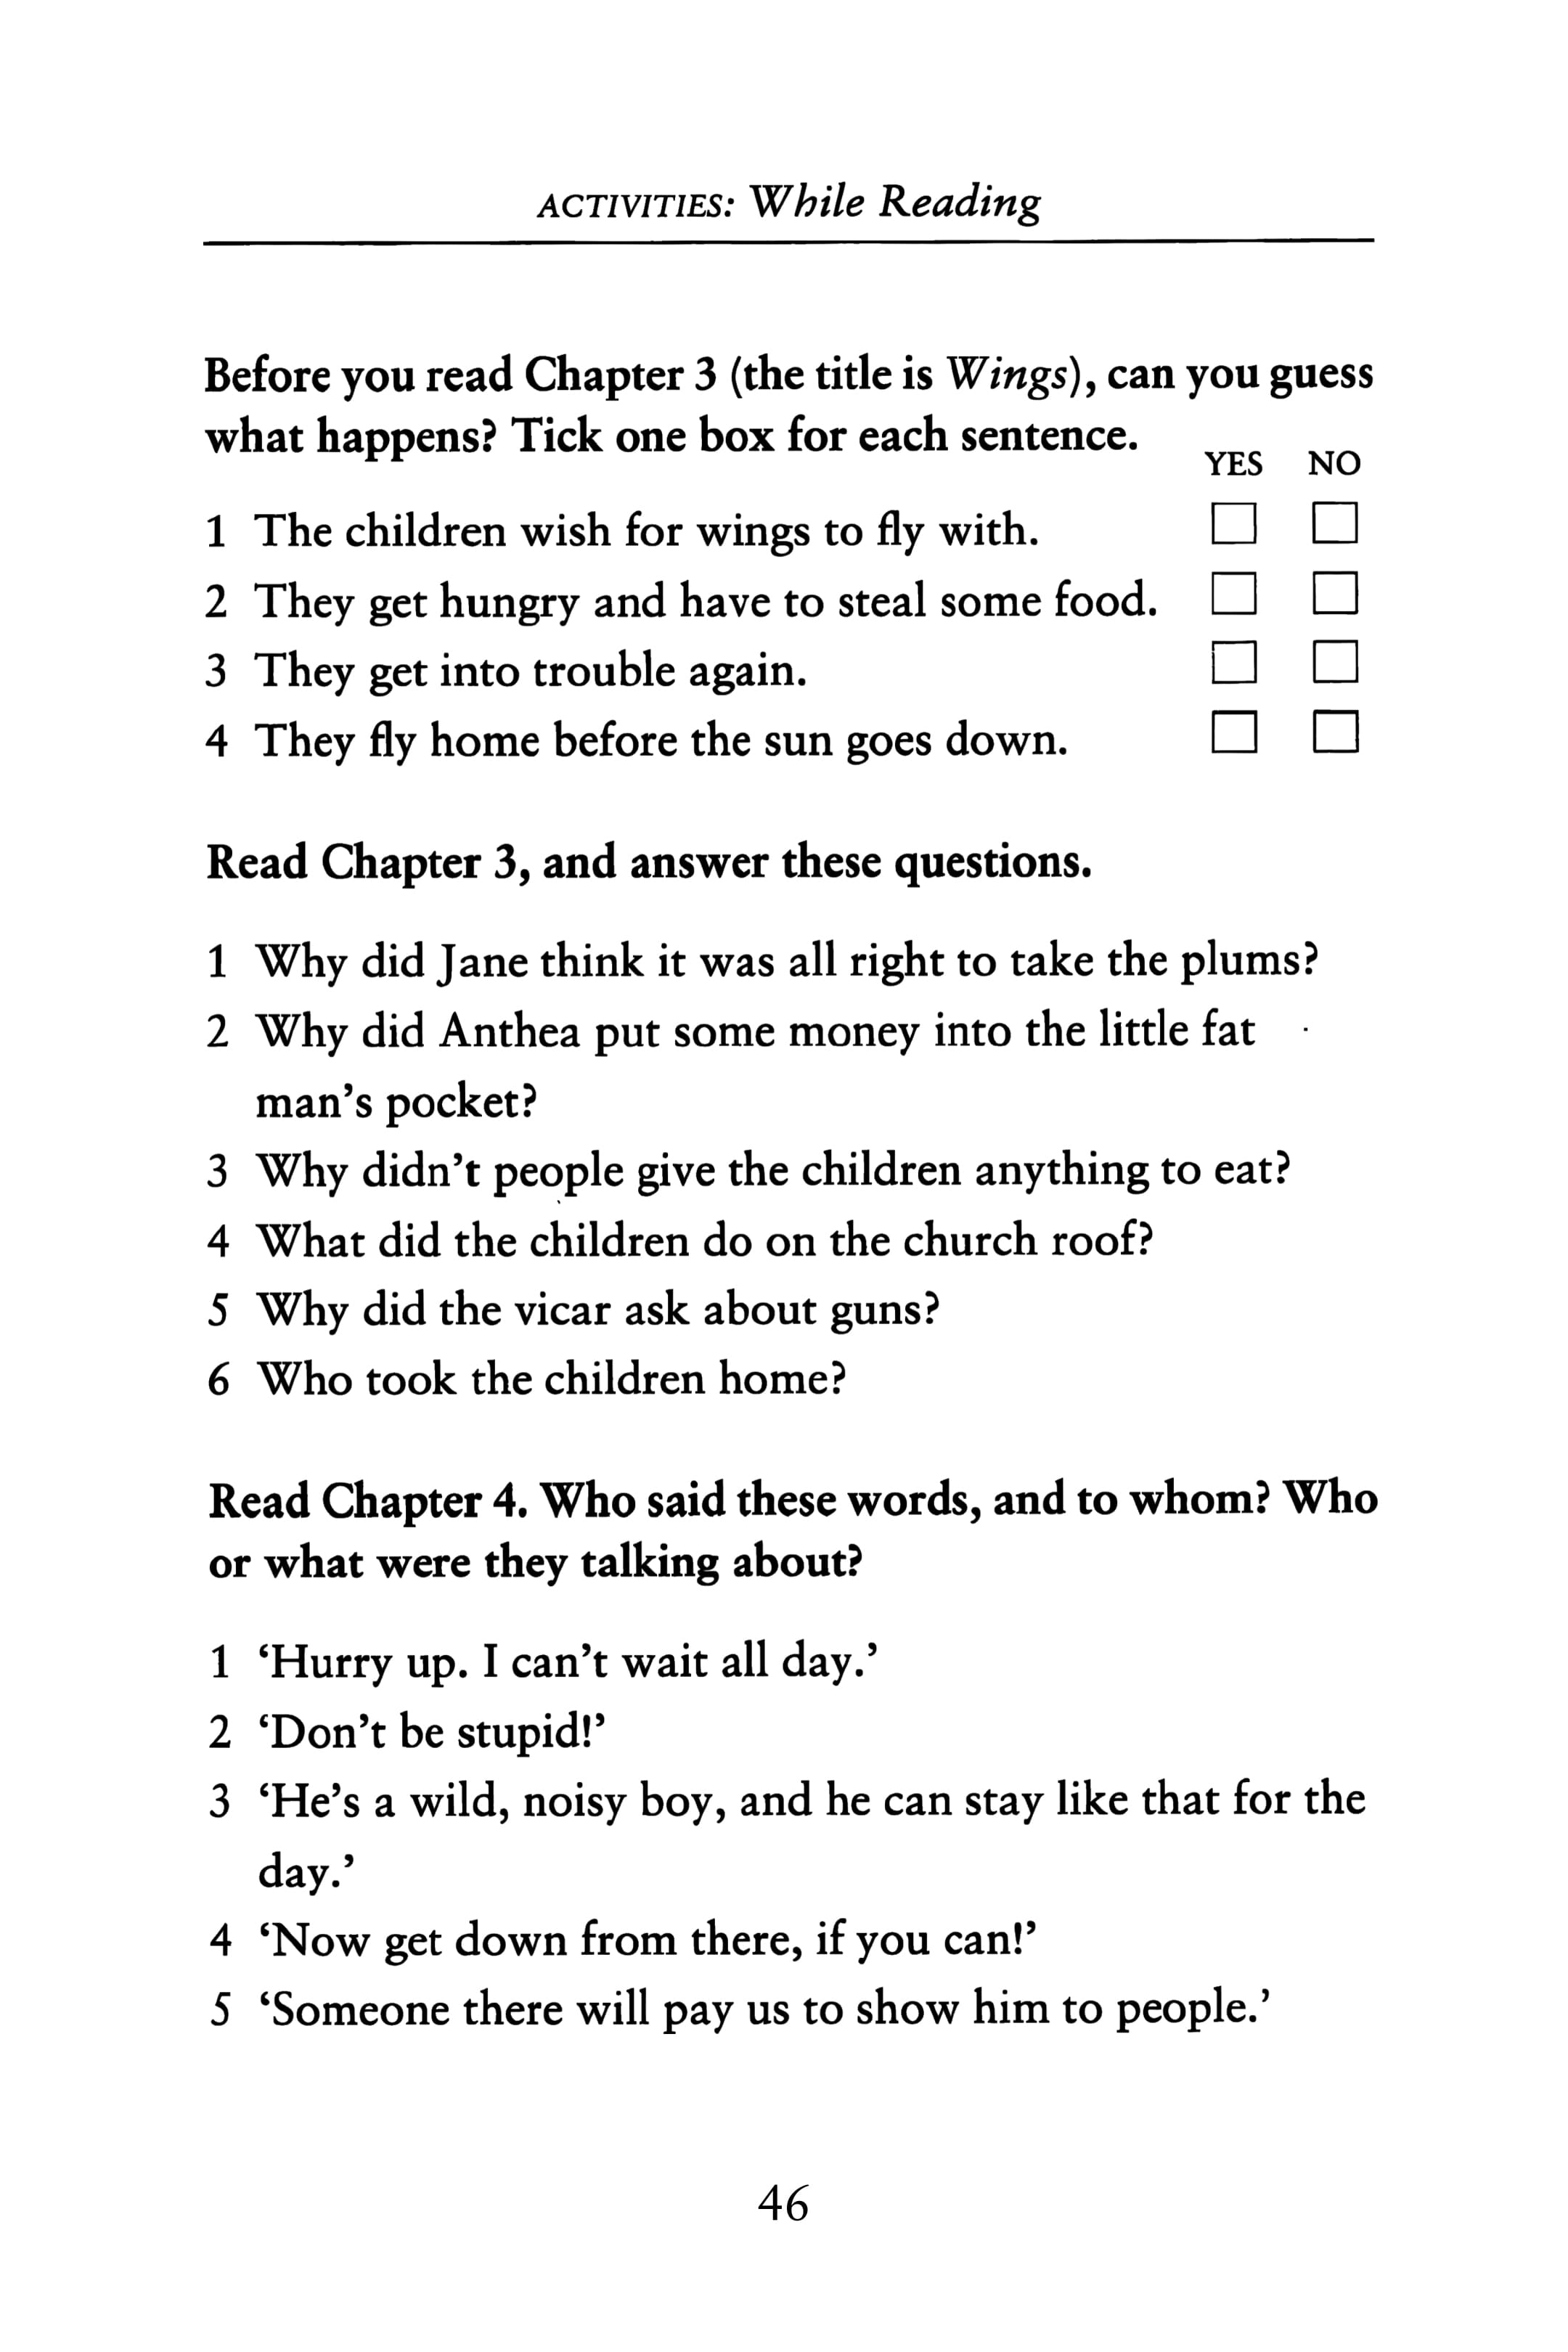 ACTIVITIES: While Reading
Before you read Chapter 3 (the title is Wings), can you guess
what happens? Tick one box for each sentence.
YES NO
1 The children wish for wings to fly with.
2 They get hungry and have to steal some food.
3 They get into trouble again.
4 They fly home before the sun goes down.
Read Chapter 3, and answer these questions.
1 Why did Jane think it was all right to take the plums?
2 Why did Anthea put some money into the little fat
man's pocket?
3 Why didn't people give the children anything to eat?
4 What did the children do on the church roof?
5 Why did the vicar ask about guns?
6 Who took the children home?
Read Chapter 4. Who said these words, and to whom? Who
or what were they talking about?
1 ‘Hurry up. I can't wait all day.’
2 ‘Don't be stupid!’
3 ‘He's a wild, noisy boy, and he can stay like that for the
day.’
4 ‘Now get down from there, if you can!’
5 ‘Someone there will pay us to show him to people.’
46